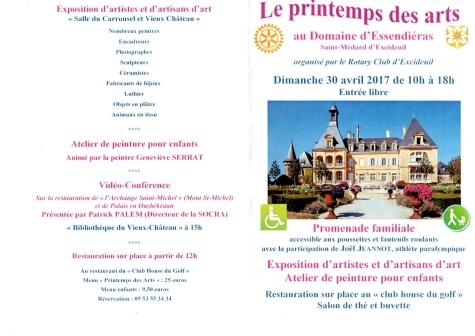 Exposition d'artistes et d'artisans d'art
« Salle du Carrousel et Vieux Château »
Nombreux peintres
Encadreurs
Photographes
Sculpteurs
Céramistes
Fabricants de bijoux
Luthier
Objets en plâtre
Animaux en tissu
****
Atelier de peinture pour enfants
Animé par la peintre Geneviève SERRAT
****
Vidéo-Conférence
Sur la restauration de « l'Archange Saint-Michel » (Mont St-Michel)
et de Palais en Ouzbékistan
Présentée par Patrick PALEM (Directeur de la SOCRA)
« Bibliothèque du Vieux-Château » à 15h
****
Restauration sur place à partir de 12h
Au restaurant du « Club House du Golf »
Menu « Printemps des Arts » : 25 euros
Menu enfants : 9,50 euros
Réservation : 05 53 55 34 34
Le printemps des arts
au Domaine d'Essendiéras
Saint-Médard d'Excideuil
organisé par le Rotary Club d'Excideuil
Dimanche 30 avril 2017 de 10h à 18h
Entrée libre
Promenade familiale
accessible aux poussettes et fauteuils roulants
avec la participation de Joël JEANNOT, athlète paralympique
Exposition d'artistes et d'artisans d'art
Atelier de peinture pour enfants
Restauration sur place au « club house du golf »
Salon de thé et buvette